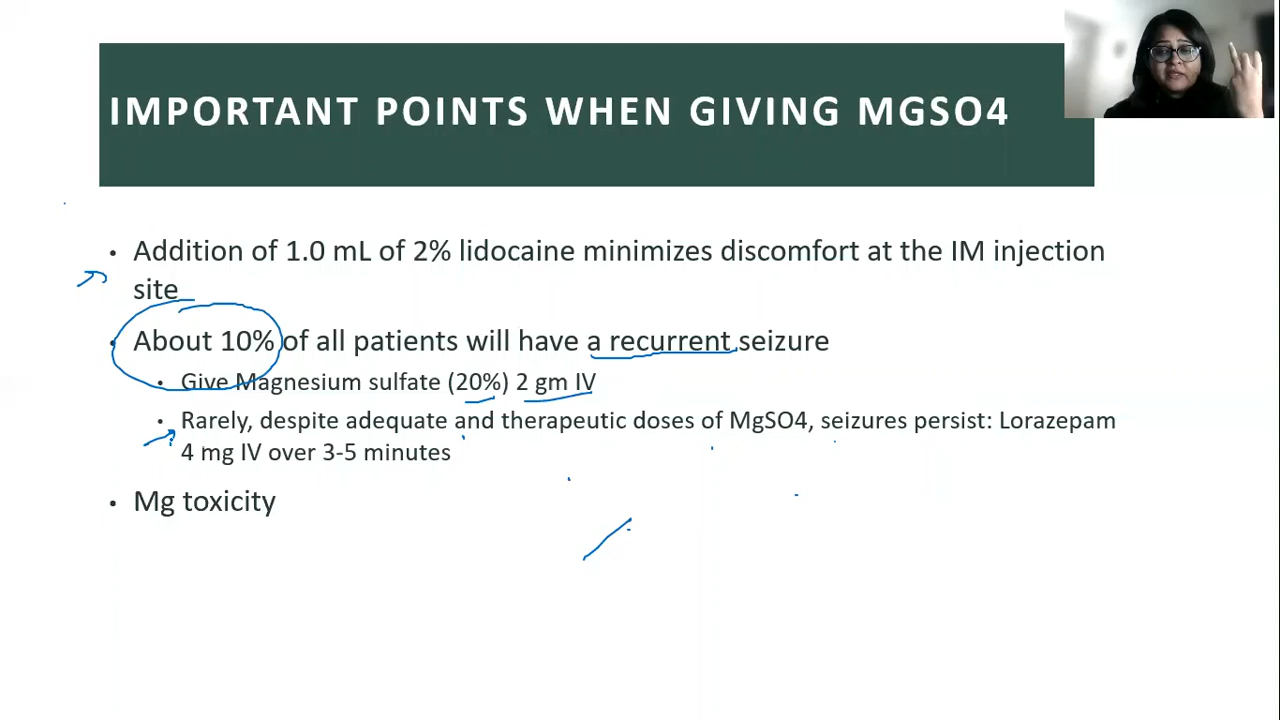 IMPORTANT POINTS WHEN GIVING MGSO4
• Addition of 1.0 mL of 2% lidocaine minimizes discomfort at the IM injection
site
• About 10% of all patients will have a recurrent seizure
• Give Magnesium sulfate (20%) 2 gm IV
• Rarely, despite adequate and therapeutic doses of MgSO4, seizures persist: Lorazepam
4 mg IV over 3-5 minutes
• Mg toxicity